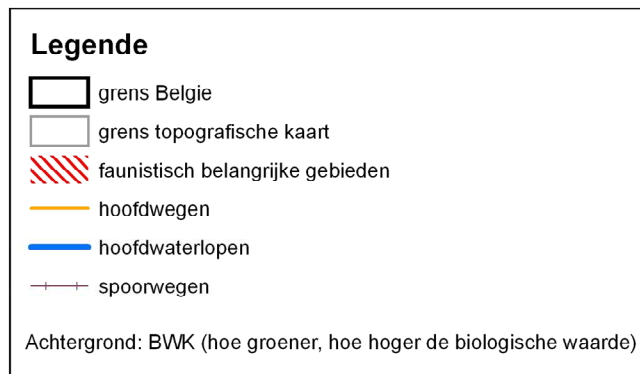 Legende
grens Belgie
grens topografische kaart
faunistisch belangrijke gebieden
hoofdwegen
hoofdwaterlopen
spoorwegen
Achtergrond: BWK (hoe groener, hoe hoger de biologische waarde)